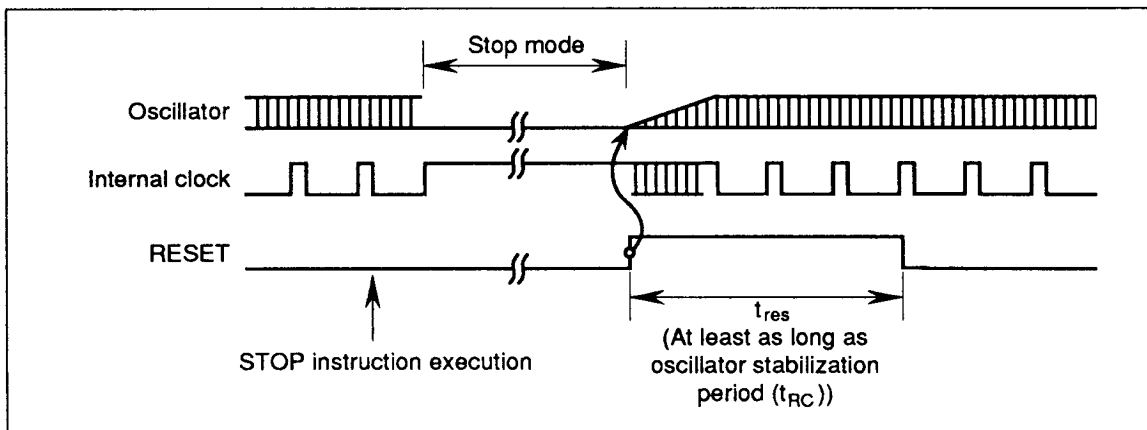 Stop mode
Oscillator
Internal clock
RESET
STOP instruction execution
tres
(At least as long as
oscillator stabilization
period (tRC))